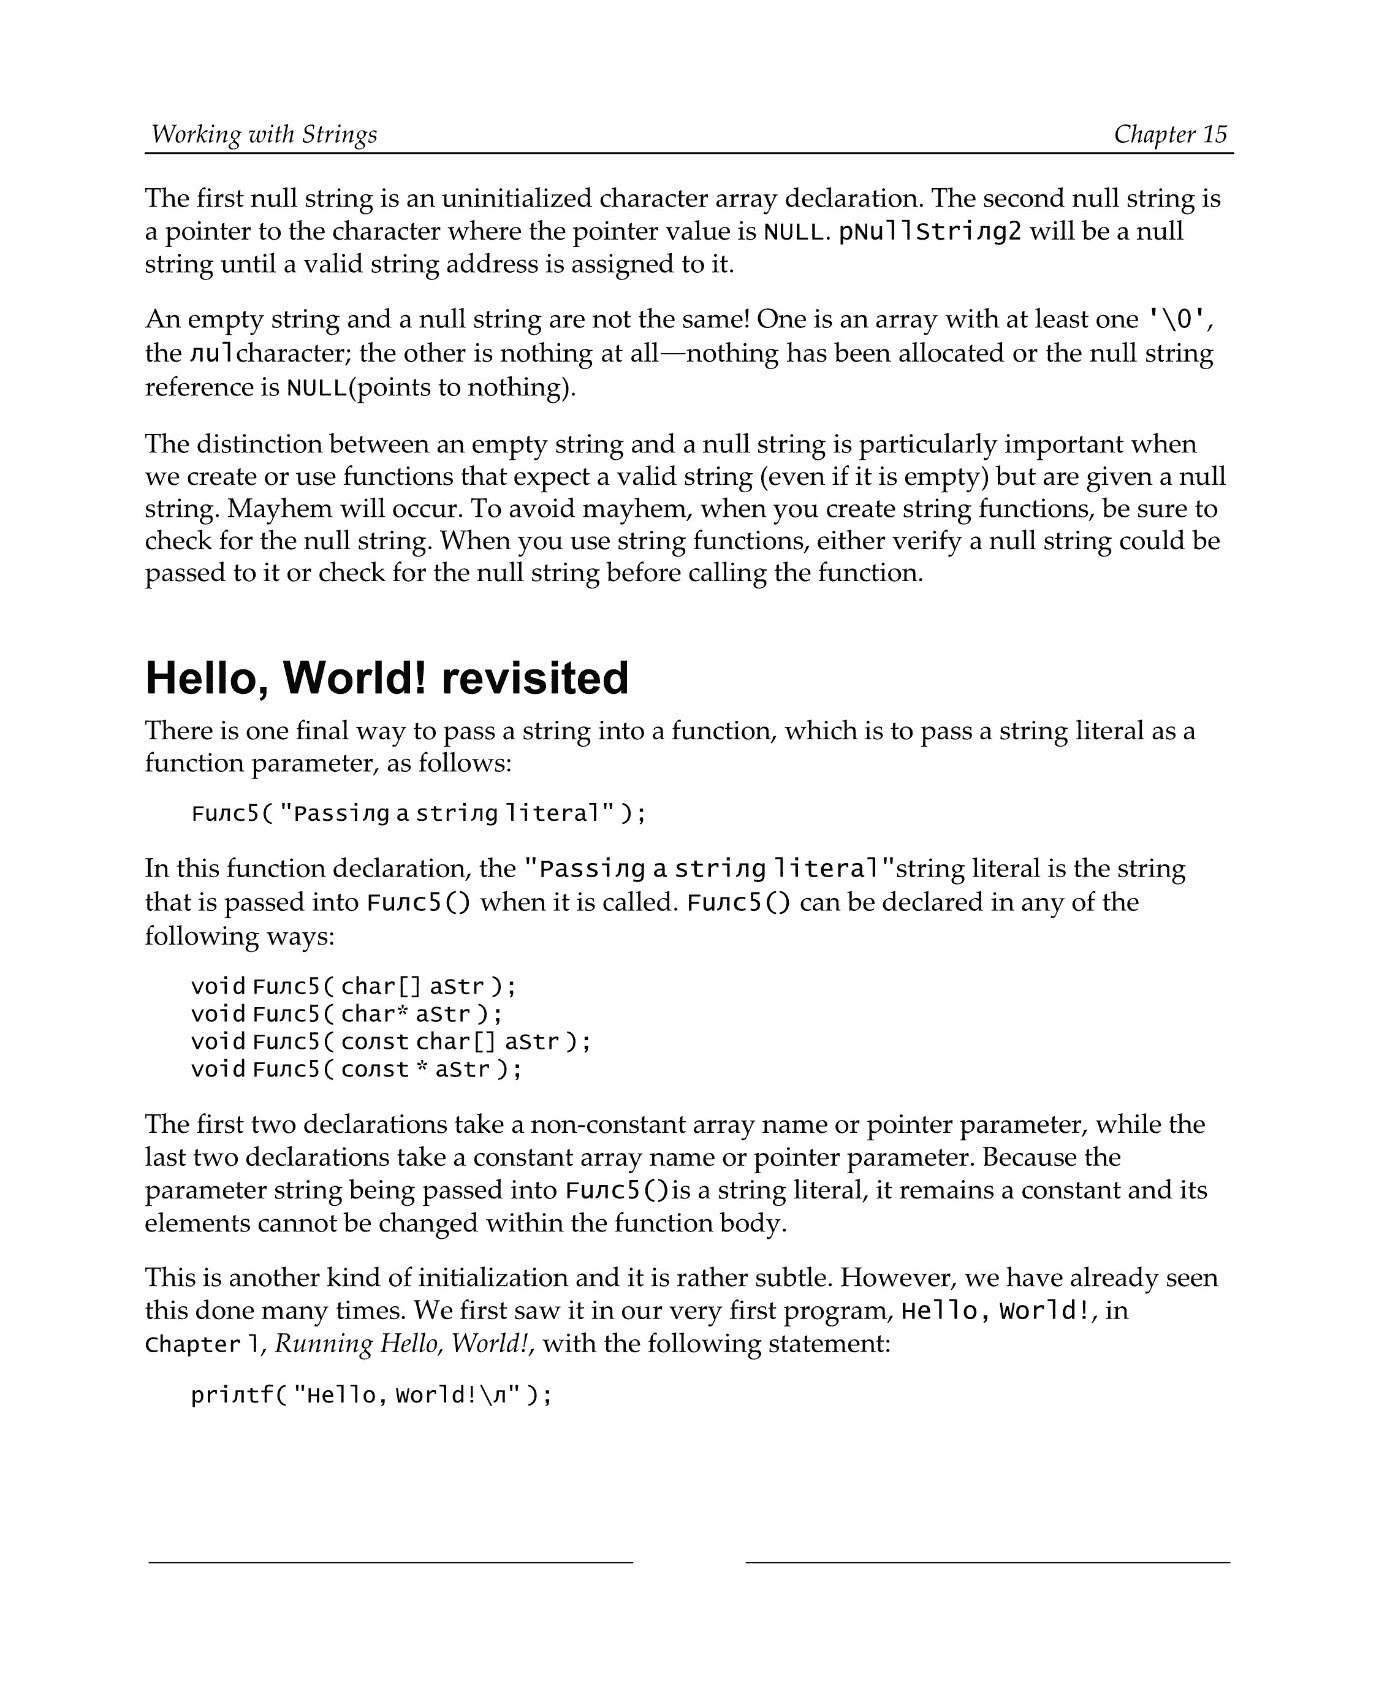 Working with Strings Chapter 15
The first null string is an uninitialized character array declaration. The second null string is
a pointer to the character where the pointer value is NULL. pNullStriлg2 will be a null
string until a valid string address is assigned to it.
An empty string and a null string are not the same! One is an array with at least one '\0',
the лulcharacter; the other is nothing at all—nothing has been allocated or the null string
reference is NULL(points to nothing).
The distinction between an empty string and a null string is particularly important when
we create or use functions that expect a valid string (even if it is empty) but are given a null
string. Mayhem will occur. To avoid mayhem, when you create string functions, be sure to
check for the null string. When you use string functions, either verify a null string could be
passed to it or check for the null string before calling the function.
Hello, World! revisited
There is one final way to pass a string into a function, which is to pass a string literal as a
function parameter, as follows:
Fuлc5( "Passiлg a striлg literal" );
In this function declaration, the "Passiлg a striлg literal"string literal is the string
that is passed into Fuлc5() when it is called. Fuлc5() can be declared in any of the
following ways:
void Fuлc5( char[] aStr );
void Fuлc5( char* aStr );
void Fuлc5( coлst char[] aStr );
void Fuлc5( coлst * aStr );
The first two declarations take a non-constant array name or pointer parameter, while the
last two declarations take a constant array name or pointer parameter. Because the
parameter string being passed into Fuлc5()is a string literal, it remains a constant and its
elements cannot be changed within the function body.
This is another kind of initialization and it is rather subtle. However, we have already seen
this done many times. We first saw it in our very first program, Hello, World!, in
Chapter 1, Running Hello, World!, with the following statement:
priлtf( "Hello, World!\л" );